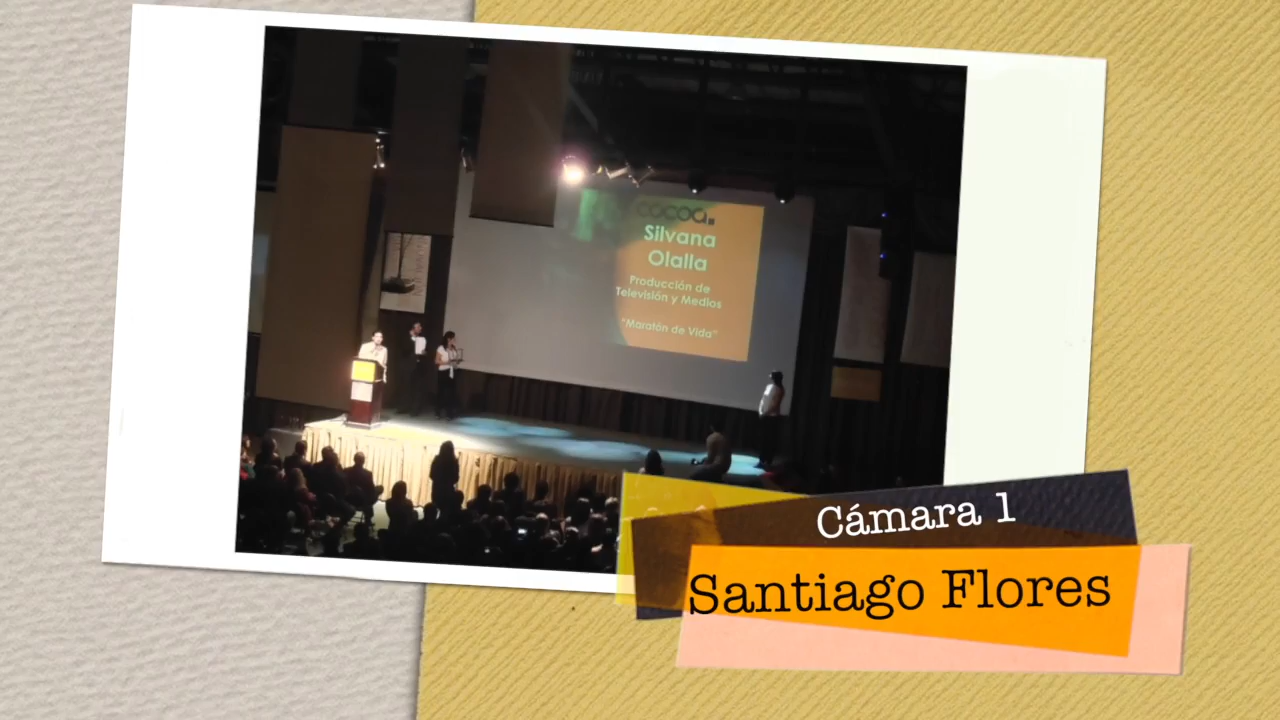 cocoa.
Silvana
Olalla
Producción de
Televisión y Medios
"Maratón de Vida"
Cámara 1
Santiago Flores